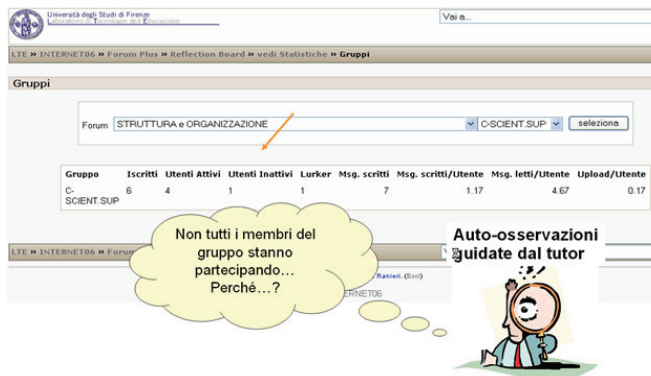 Università degli Studi di Firenze
Laboratorio di Tecnologie dell'Educazione
Vai a...
LTE » INTERNET06 » Forum Plus » Reflection Board » vedi Statistiche » Gruppi
Gruppi
Forum STRUTTURA e ORGANIZZAZIONE C-SCIENT.SUP seleziona
Gruppo Iscritti Utenti Attivi Utenti Inattivi Lurker Msg. scritti Msg. scritti/Utente Msg. letti/Utente Upload/Utente
C-SCIENT.SUP 6 4 1 1 7 1.17 4.67 0.17
Non tutti i membri del
gruppo stanno
partecipando...
Perché...?
Auto-osservazioni
guidate dal tutor
LTE » INTERNET06 » Forum
Ranieri. (Esci)
ERNET06